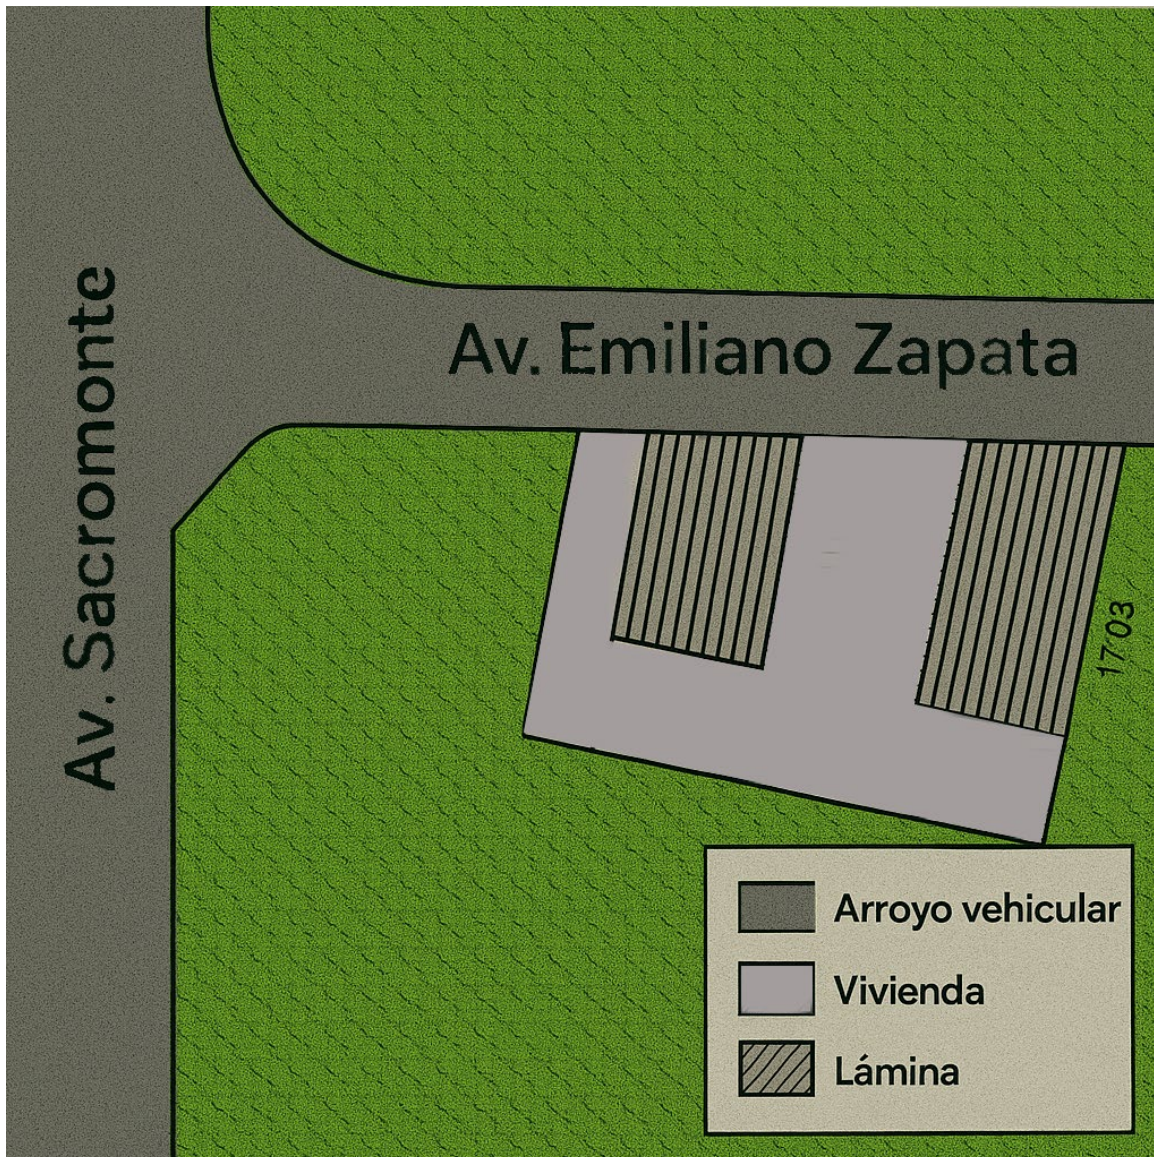 Av. Emiliano Zapata
Av. Sacromonte
17.03
Arroyo vehicular
Vivienda
Lámina